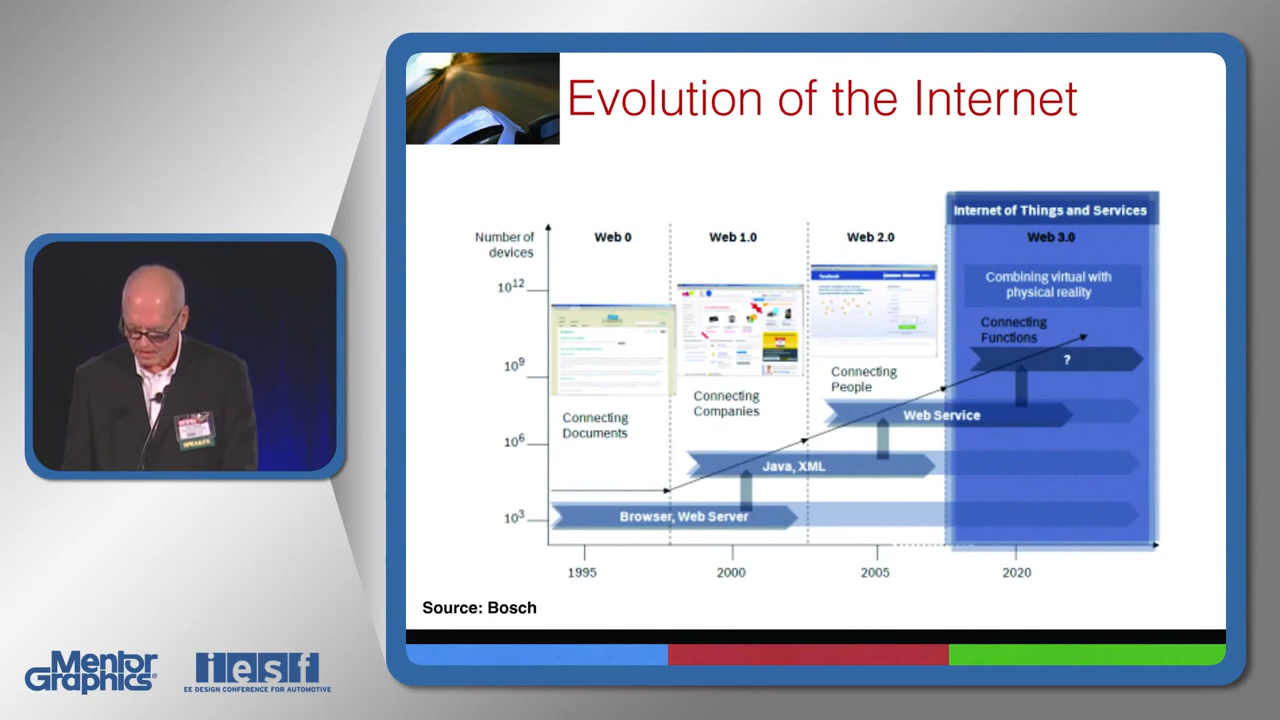 Evolution of the Internet
Internet of Things and Services
Number of
devices
Web 0
Web 1.0
Web 2.0
Web 3.0
Combining virtual with
physical reality
10¹²
10⁹
10⁶
10³
facebook
Connecting
Documents
Connecting
Companies
Connecting
People
Connecting
Functions
?
Web Service
Java, XML
Browser, Web Server
1995
2000
2005
2020
Source: Bosch
SPEAKER
Mentor
Graphics®
iesf
EE DESIGN CONFERENCE FOR AUTOMOTIVE